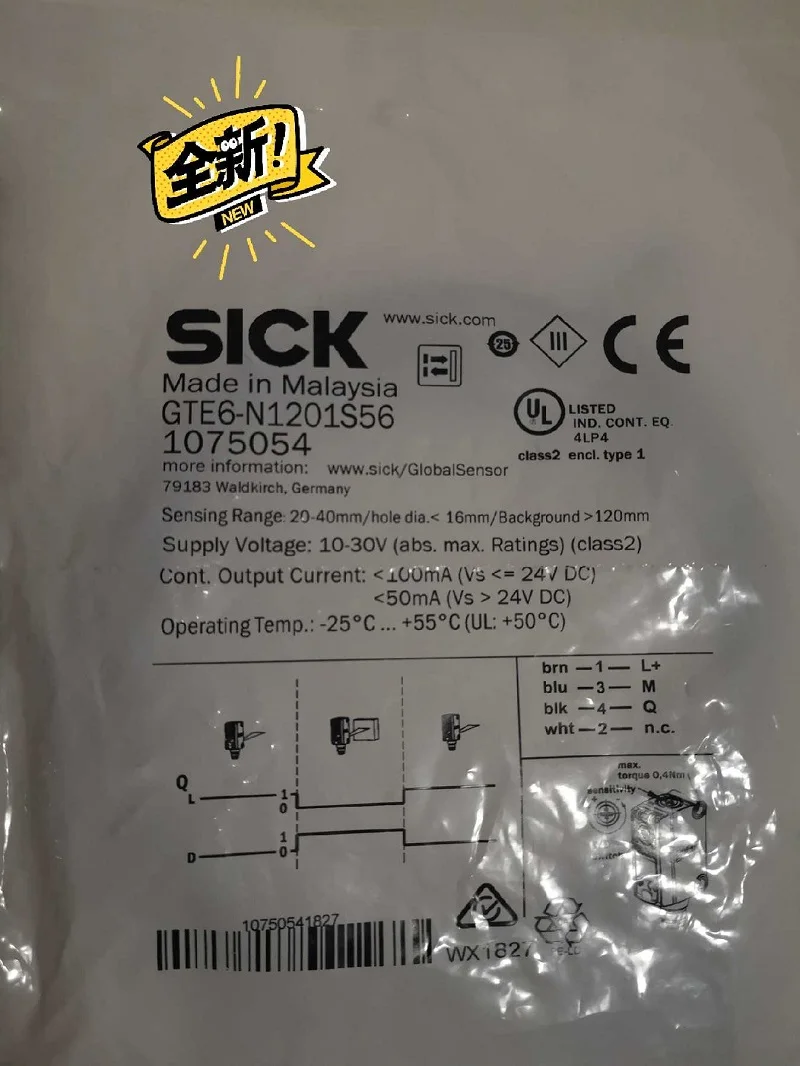 全新!
NEW
SICK
www.sick.com
25
III
CE
Made in Malaysia
GTE6-N1201S56
1075054
UL
LISTED
IND. CONT. EQ.
4LP4
class2 encl. type 1
more information: www.sick/GlobalSensor
79183 Waldkirch, Germany
Sensing Range: 20-40mm/hole dia.< 16mm/Background >120mm
Supply Voltage: 10-30V (abs. max. Ratings) (class2)
Cont. Output Current: <100mA (Vs <= 24V DC)
<50mA (Vs > 24V DC)
Operating Temp.: -25°C ... +55°C (UL: +50°C)
brn —1— L+
blu —3— M
blk —4— Q
wht —2— n.c.
Q
L 1
0
D 1
0
max.
torque 0,4Nm
sensitivity
- +
10750541827
WX1827